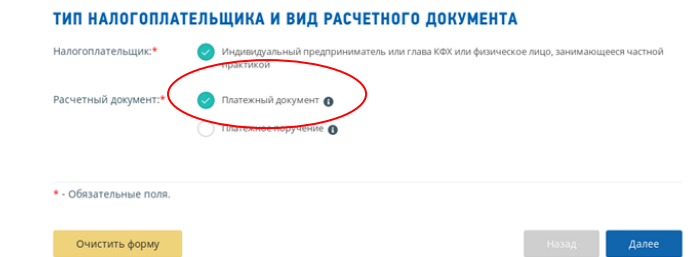 ТИП НАЛОГОПЛАТЕЛЬЩИКА И ВИД РАСЧЕТНОГО ДОКУМЕНТА
Налогоплательщик:* Индивидуальный предприниматель или глава КФХ или физическое лицо, занимающееся частной
практикой
Расчетный документ:* Платежный документ
Платежное поручение
* - Обязательные поля.
Очистить форму Назад Далее